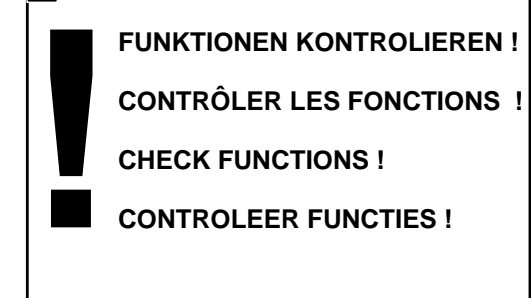 FUNKTIONEN KONTROLIEREN !
CONTRÔLER LES FONCTIONS !
CHECK FUNCTIONS !
CONTROLEER FUNCTIES !